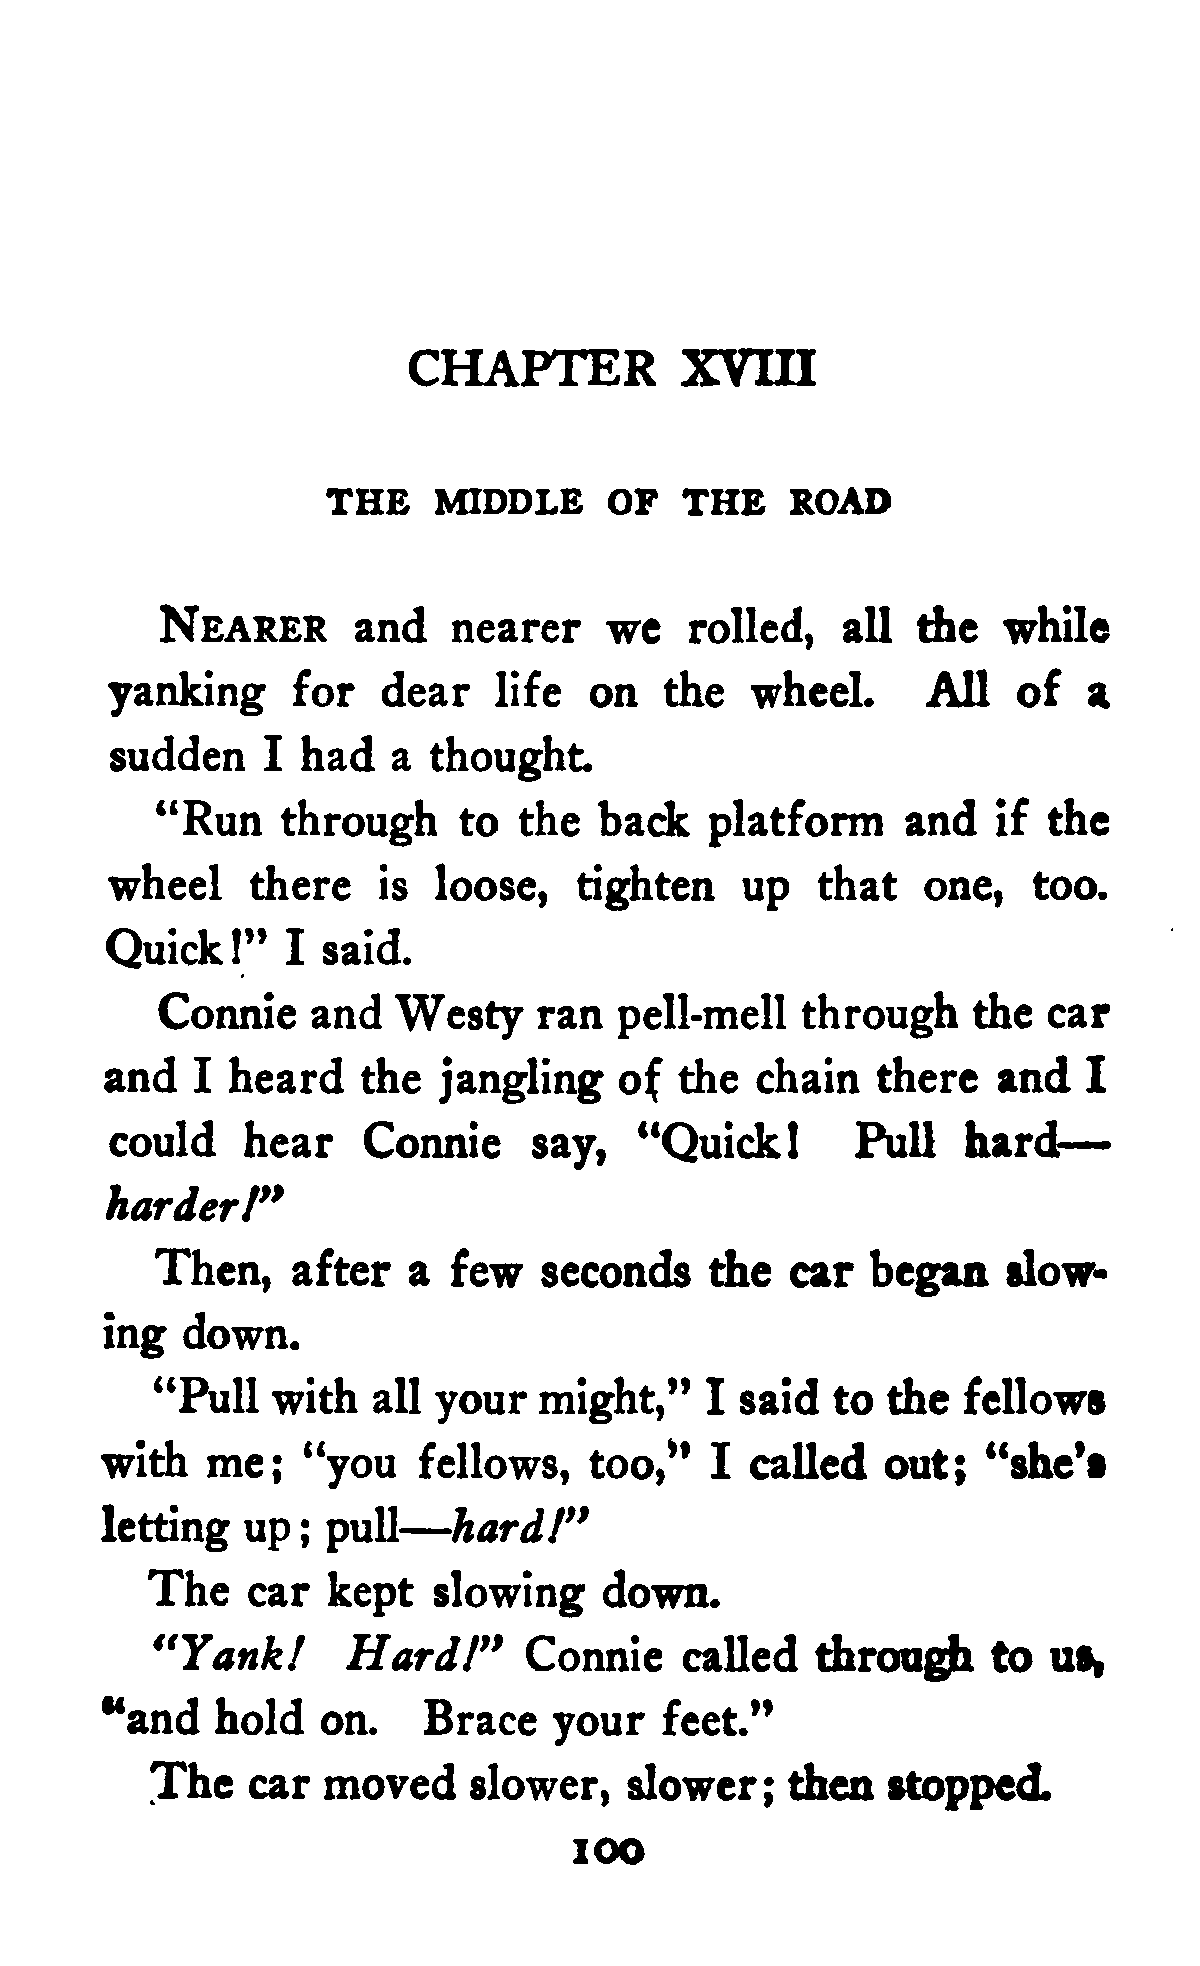 CHAPTER XVIII
THE MIDDLE OF THE ROAD
NEARER and nearer we rolled, all the while
yanking for dear life on the wheel. All of a
sudden I had a thought.
"Run through to the back platform and if the
wheel there is loose, tighten up that one, too.
Quick!" I said.
Connie and Westy ran pell-mell through the car
and I heard the jangling of the chain there and I
could hear Connie say, "Quick! Pull hard—
harder!"
Then, after a few seconds the car began slow-
ing down.
"Pull with all your might," I said to the fellows
with me; "you fellows, too," I called out; "she's
letting up; pull—hard!"
The car kept slowing down.
"Yank! Hard!" Connie called through to us,
"and hold on. Brace your feet."
The car moved slower, slower; then stopped.
100